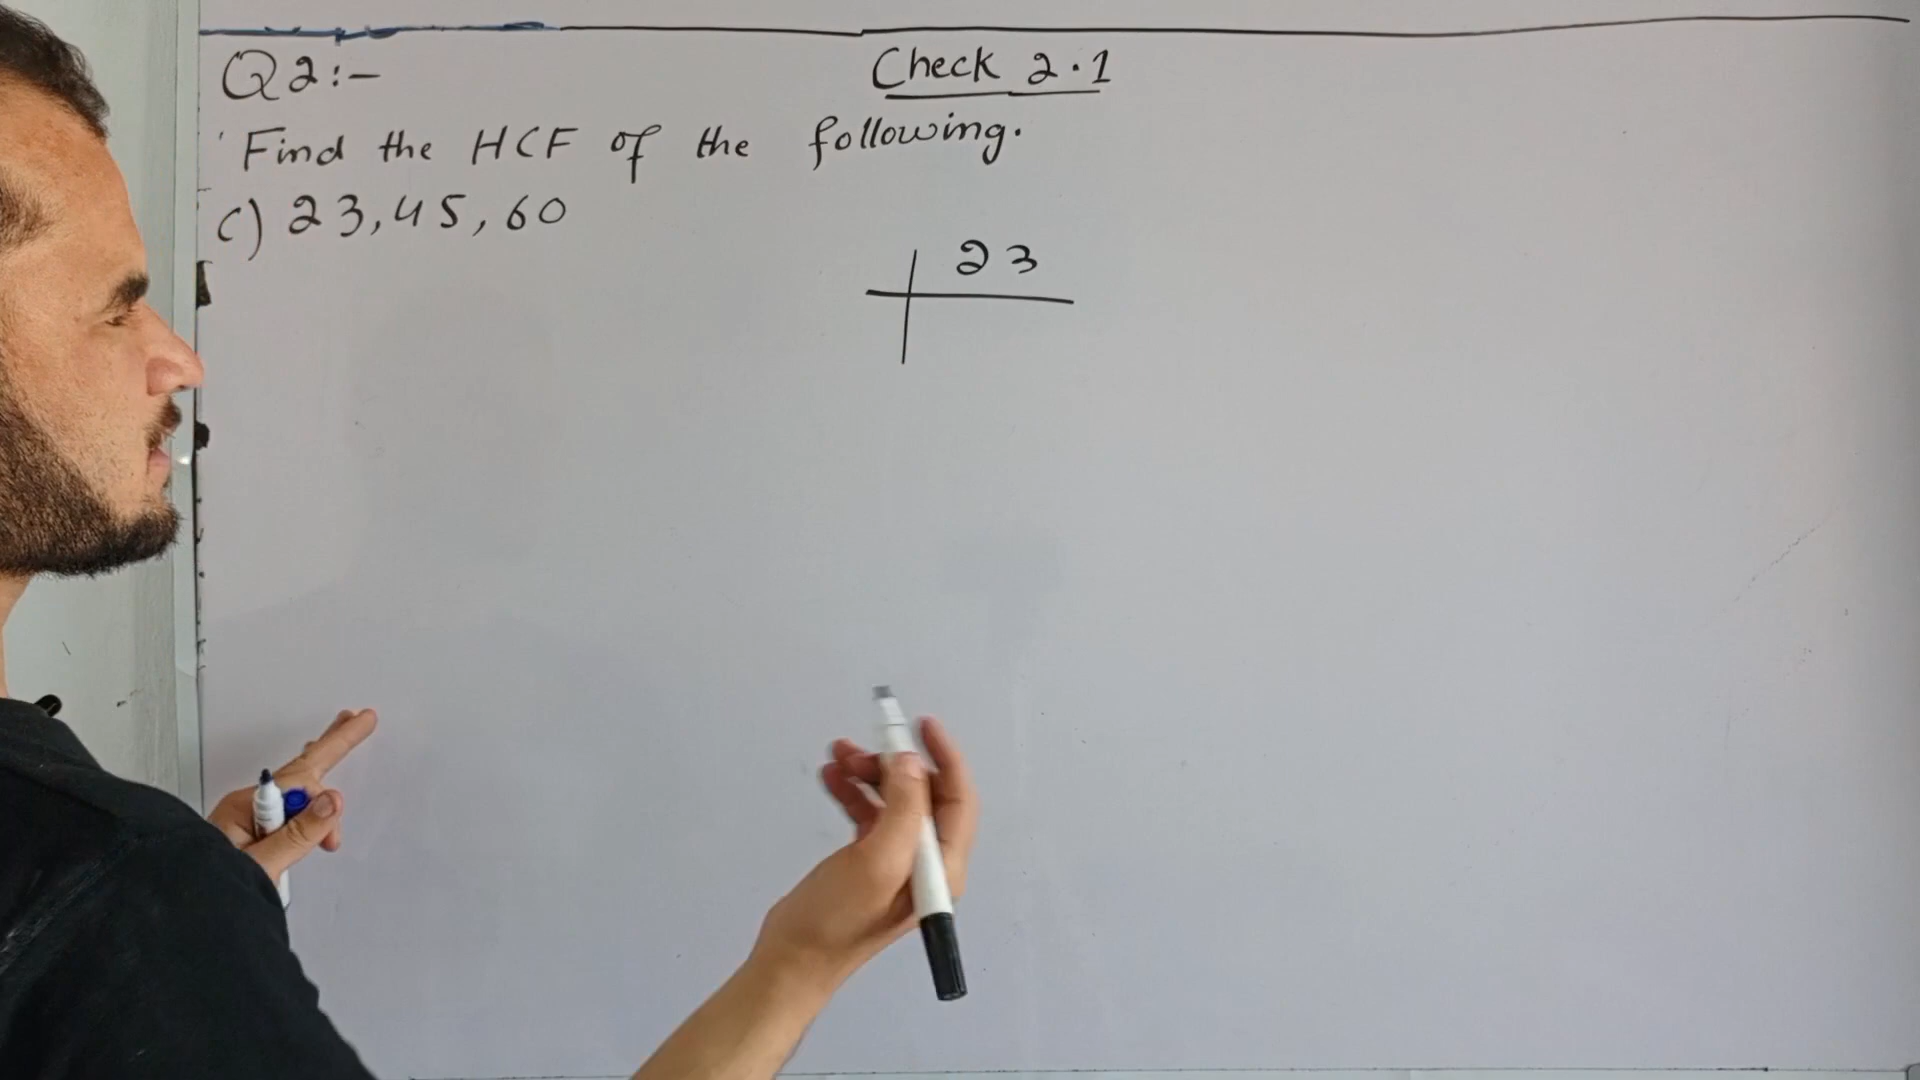 Q2:-
Check 2.1
Find the HCF of the following.
C) 23, 45, 60
23